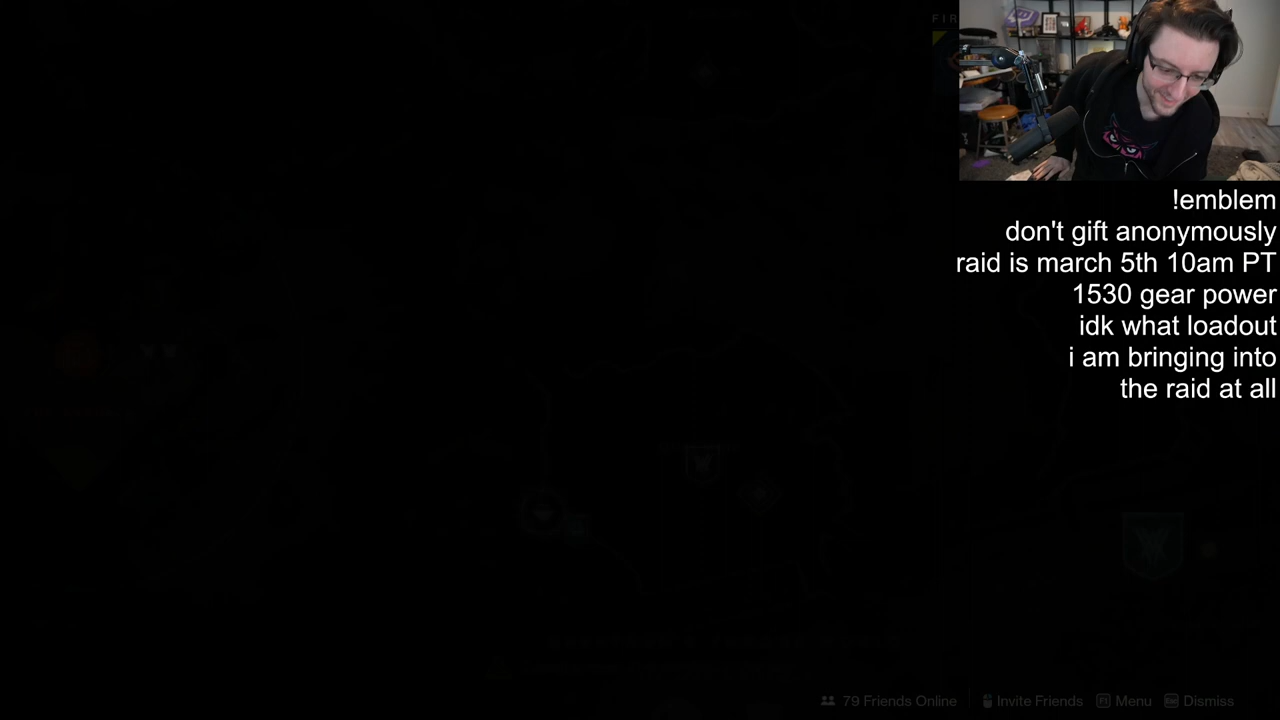 FIR
!emblem
don't gift anonymously
raid is march 5th 10am PT
1530 gear power
idk what loadout
i am bringing into
the raid at all
79 Friends Online
Invite Friends
Menu
Dismiss